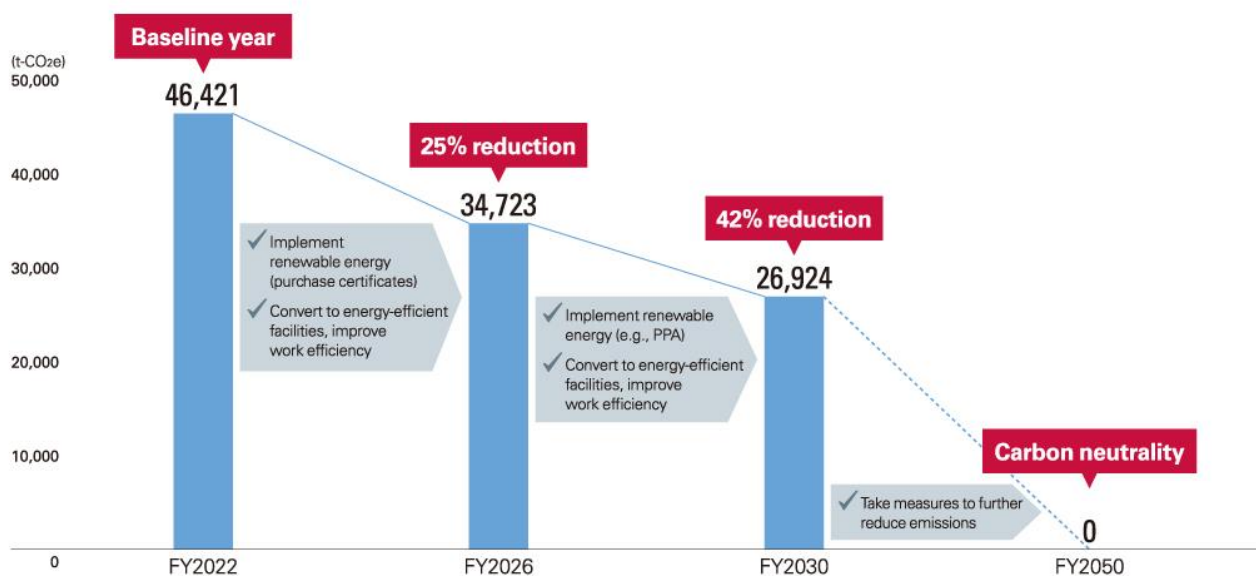 (t-CO2e)
50,000
40,000
30,000
20,000
10,000
0
Baseline year
46,421
25% reduction
34,723
42% reduction
26,924
Carbon neutrality
0
✓ Implement
renewable energy
(purchase certificates)
✓ Convert to energy-efficient
facilities, improve
work efficiency
✓ Implement renewable
energy (e.g., PPA)
✓ Convert to energy-efficient
facilities, improve
work efficiency
✓ Take measures to further
reduce emissions
FY2022
FY2026
FY2030
FY2050